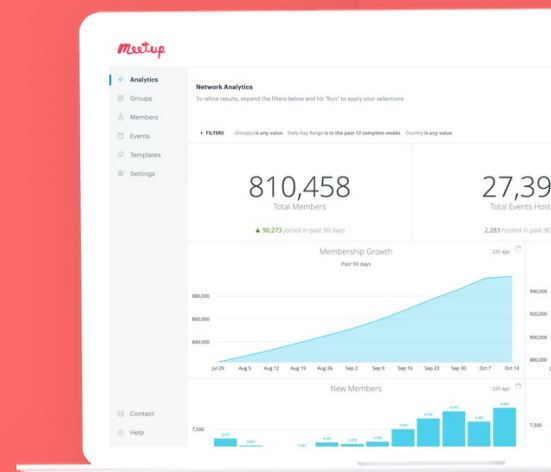 Meetup
Analytics
Groups
Members
Events
Templates
Settings
Contact
Help
Network Analytics
To refine results, expand the filters below and hit "Run" to apply your selections.
FILTERS Group(s) is any value Daily Day Range is in the past 12 complete weeks Country is any value
810,458
Total Members
90,273 joined in past 90 days
27,39
Total Events Host
2,283 hosted in past 90
Membership Growth
22h ago
Past 90 days
880,000
860,000
840,000
Jul 29 Aug 5 Aug 12 Aug 19 Aug 26 Sep 2 Sep 9 Sep 16 Sep 23 Sep 30 Oct 7 Oct 14
940,000
920,000
900,000
880,000
New Members
22h ago
7,500
7,500